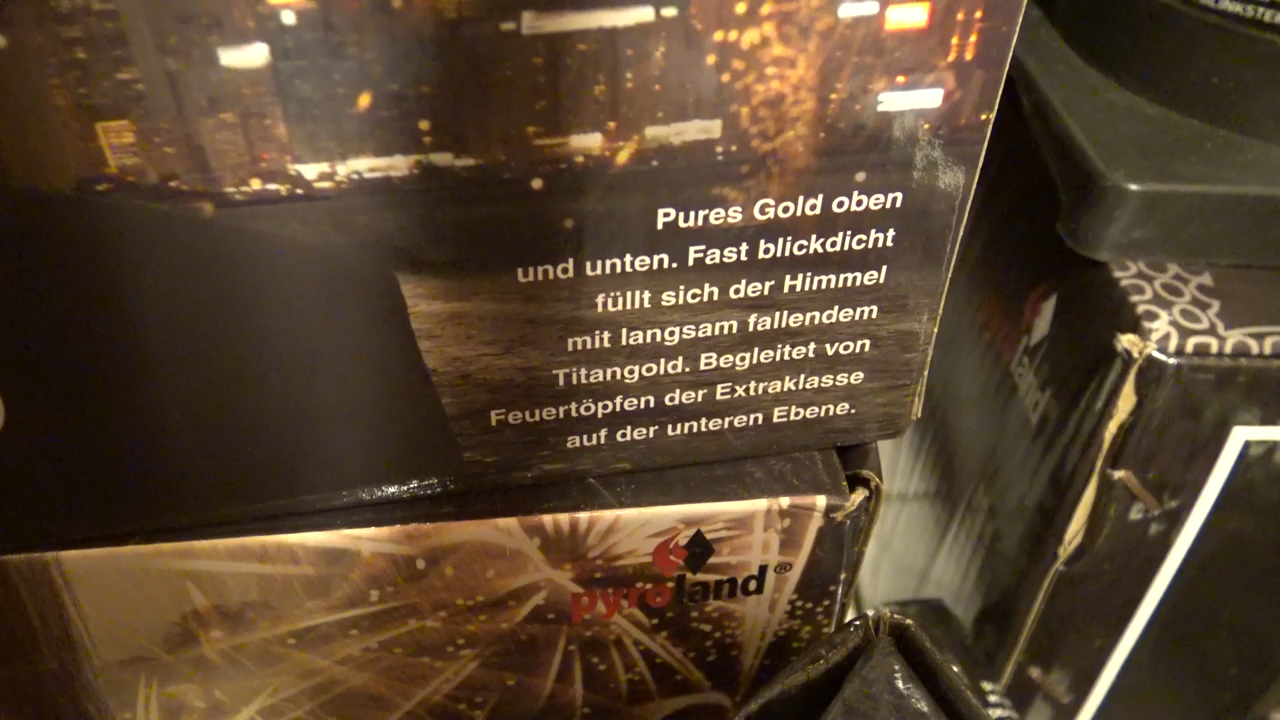 Pures Gold oben
und unten. Fast blickdicht
füllt sich der Himmel
mit langsam fallendem
Titangold. Begleitet von
Feuertöpfen der Extraklasse
auf der unteren Ebene.
pyroland®